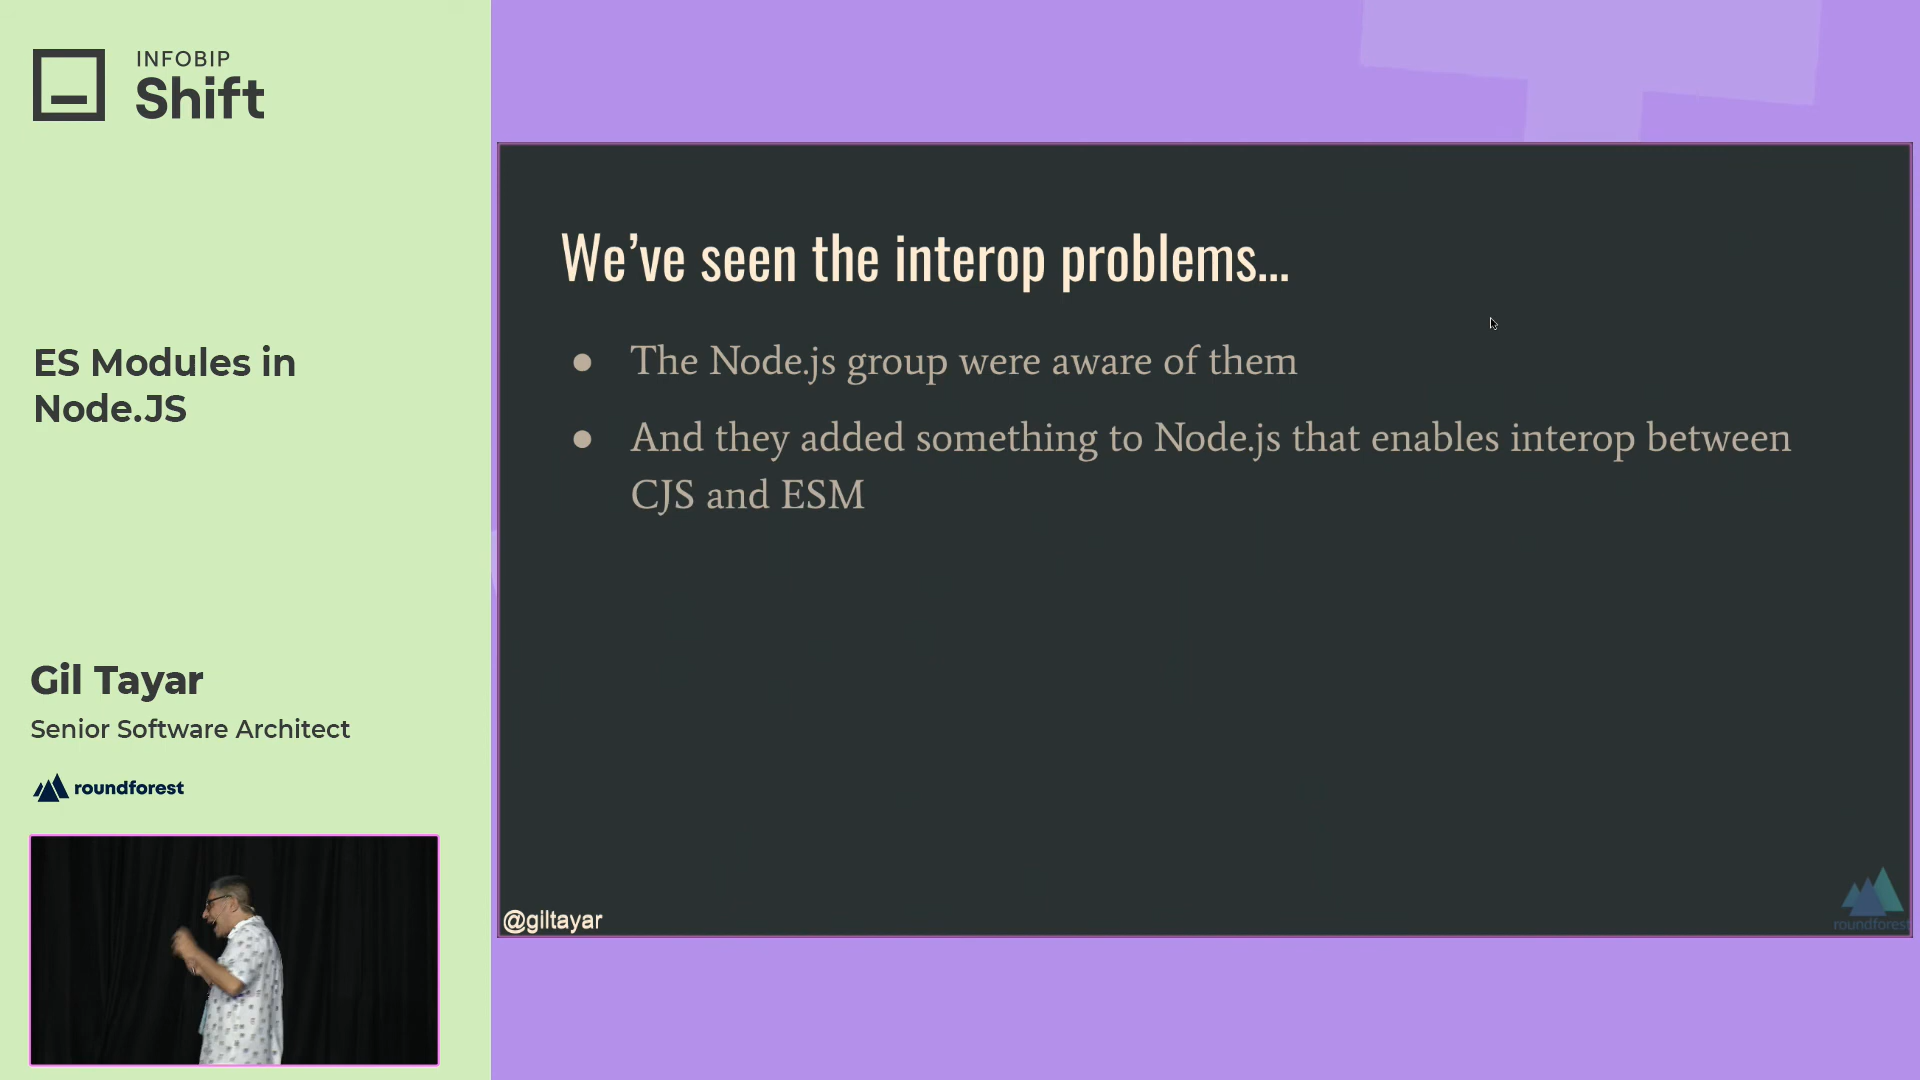 INFOBIP
Shift
ES Modules in
Node.JS
Gil Tayar
Senior Software Architect
roundforest
We've seen the interop problems...
● The Node.js group were aware of them
● And they added something to Node.js that enables interop between
CJS and ESM
@giltayar
roundforest